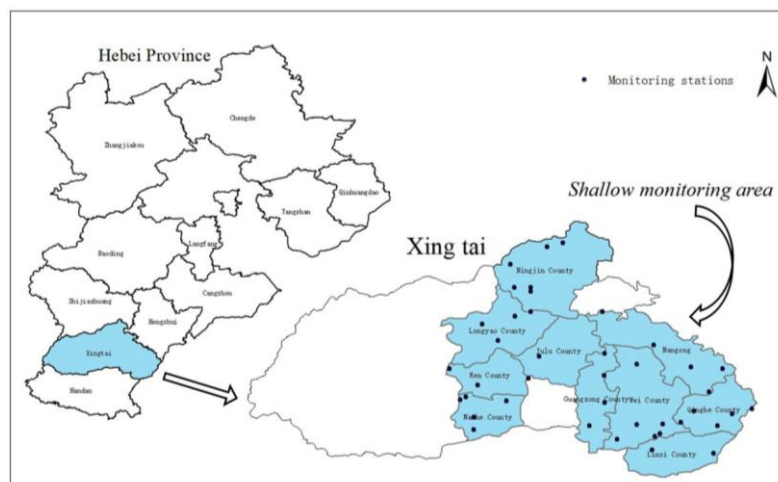 Hebei Province
N
Monitoring stations
Chengde
Zhangjiakou
Qinhuangdao
Tangshan
Shallow monitoring area
Langfang
Baoding
Xing tai
Ningjin County
Cangzhou
Shijiazhuang
Hengshui
Longyao County
Xingtai
Julu County
Nangong
Handan
Ren County
Guangzong County
Wei County
Qinghe County
Nanhe County
Linxi County